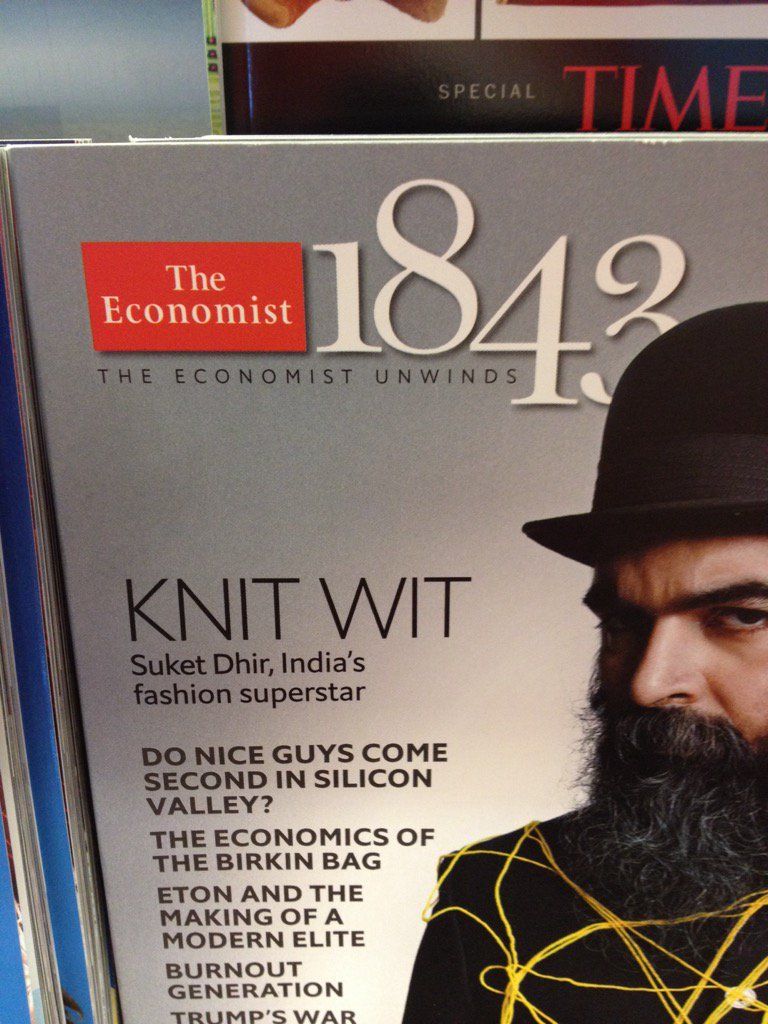 SPECIAL TIME
The
Economist
1843
THE ECONOMIST UNWINDS
KNIT WIT
Suket Dhir, India's
fashion superstar
DO NICE GUYS COME
SECOND IN SILICON
VALLEY?
THE ECONOMICS OF
THE BIRKIN BAG
ETON AND THE
MAKING OF A
MODERN ELITE
BURNOUT
GENERATION
TRUMP'S WAR